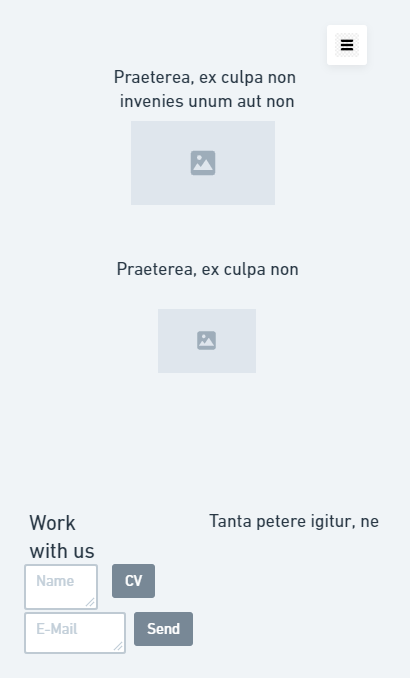 Praeterea, ex culpa non
invenies unum aut non
Praeterea, ex culpa non
Work
with us
Tanta petere igitur, ne
Name
CV
E-Mail
Send